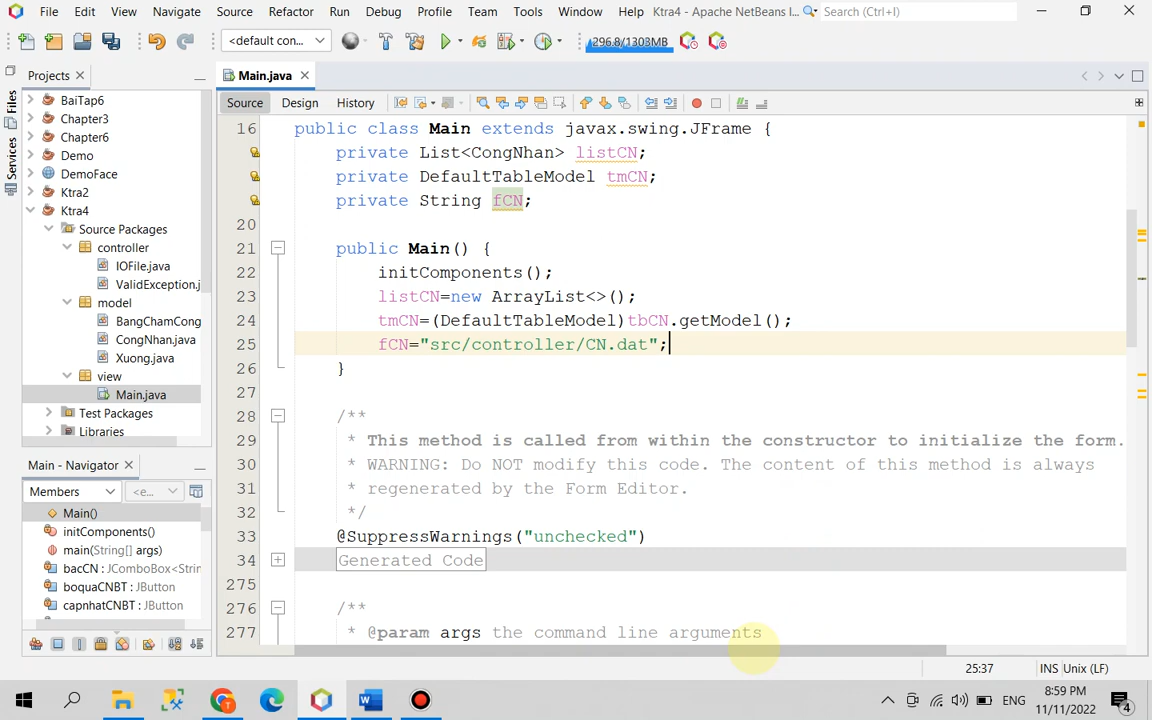 File Edit View Navigate Source Refactor Run Debug Profile Team Tools Window Help Ktra4 - Apache NetBeans I... Search (Ctrl+I)
<default con... 296.8/1303MB
Projects
Main.java
Files
Services
BaiTap6
Chapter3
Chapter6
Demo
DemoFace
Ktra2
Ktra4
Source Packages
controller
IOFile.java
ValidException.j
model
BangChamCong
CongNhan.java
Xuong.java
view
Main.java
Test Packages
Libraries
Main - Navigator
Members <e...
Main()
initComponents()
main(String[] args)
bacCN : JComboBox<Strin
boquaCNBT : JButton
capnhatCNBT : JButton
Source Design History
16 public class Main extends javax.swing.JFrame {
private List<CongNhan> listCN;
private DefaultTableModel tmCN;
private String fCN;
20
21 public Main() {
22 initComponents();
23 listCN=new ArrayList<>();
24 tmCN=(DefaultTableModel)tbCN.getModel();
25 fCN="src/controller/CN.dat";
26 }
27
28 /**
29 * This method is called from within the constructor to initialize the form.
30 * WARNING: Do NOT modify this code. The content of this method is always
31 * regenerated by the Form Editor.
32 */
33 @SuppressWarnings("unchecked")
34 Generated Code
275
276 /**
277 * @param args the command line arguments
25:37 INS Unix (LF)
ENG
8:59 PM
11/11/2022
4